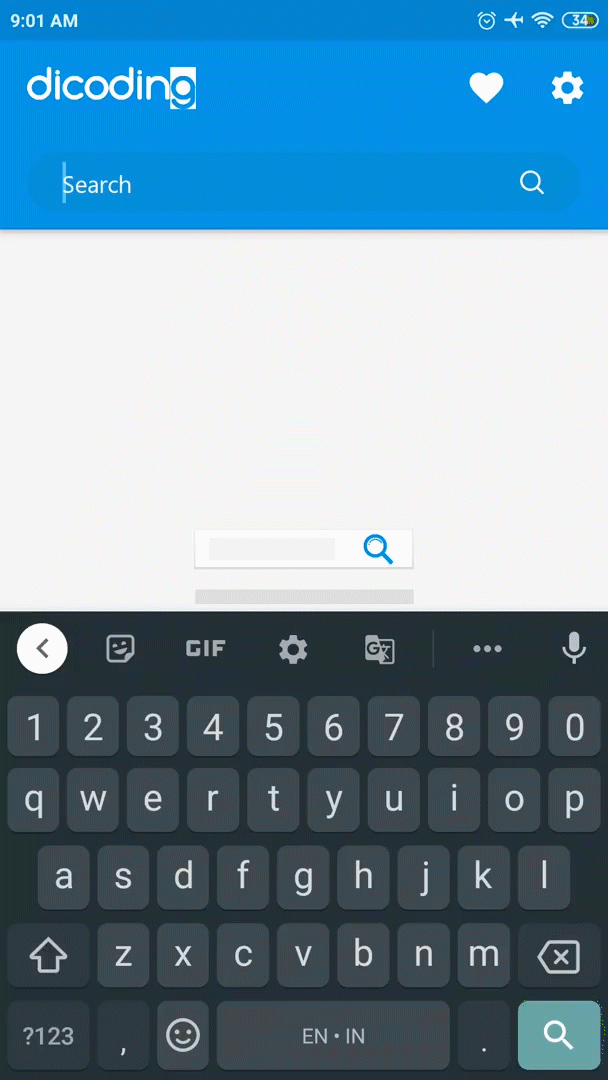 9:01 AM 34
dicoding
Search
GIF
1 2 3 4 5 6 7 8 9 0
q w e r t y u i o p
a s d f g h j k l
z x c v b n m
?123 , EN • IN .